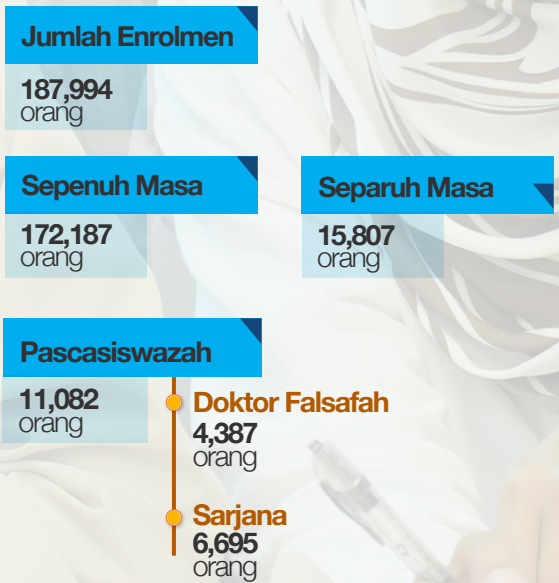 Jumlah Enrolmen
187,994
orang
Sepenuh Masa
172,187
orang
Separuh Masa
15,807
orang
Pascasiswazah
11,082
orang
Doktor Falsafah
4,387
orang
Sarjana
6,695
orang